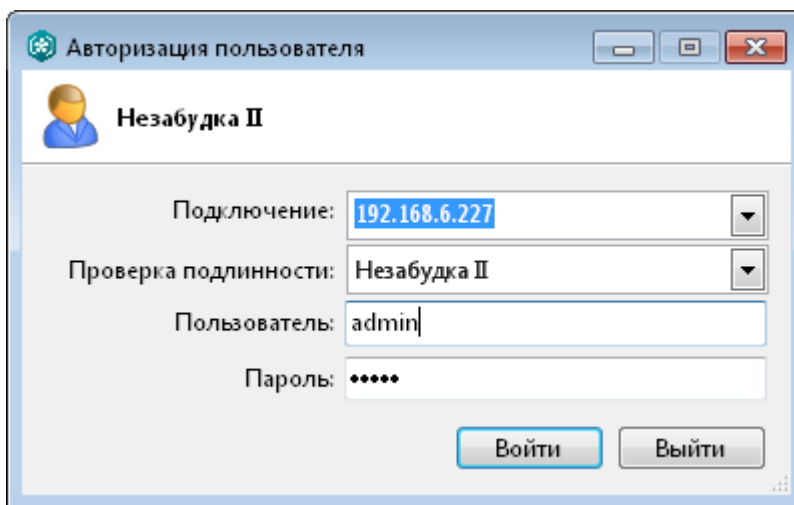 Авторизация пользователя
Незабудка II
Подключение: 192.168.6.227
Проверка подлинности: Незабудка II
Пользователь: admin
Пароль: •••••
Войти Выйти